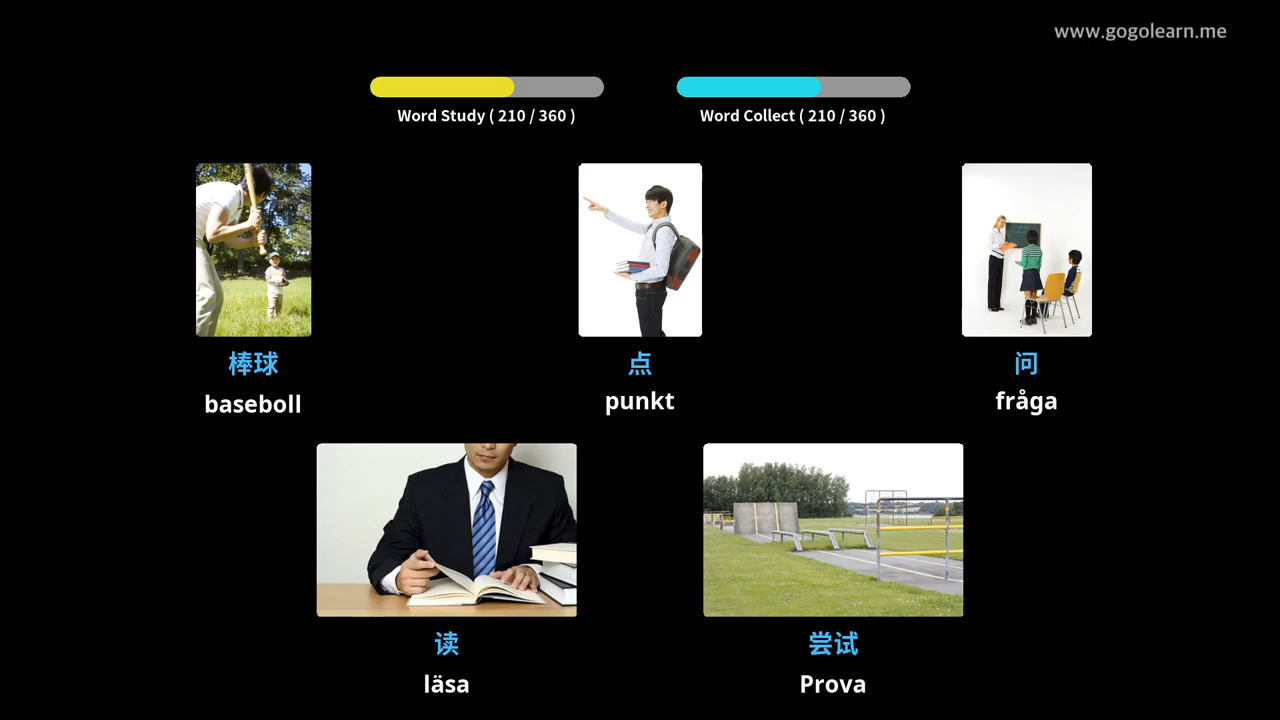 www.gogolearn.me
Word Study ( 210 / 360 )
Word Collect ( 210 / 360 )
棒球
baseboll
点
punkt
问
fråga
读
läsa
尝试
Prova